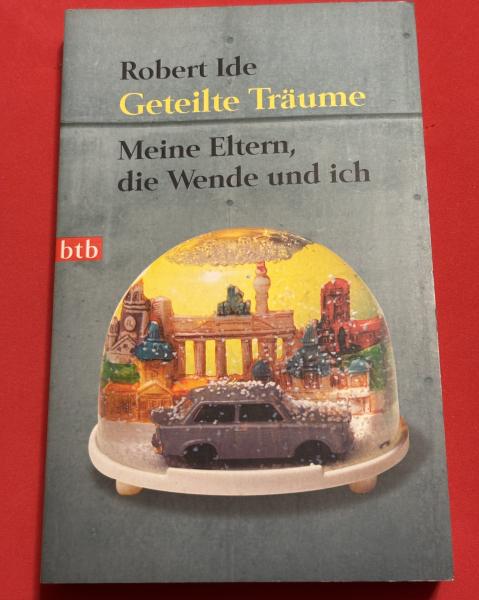 Robert Ide
Geteilte Träume
Meine Eltern,
die Wende und ich
btb